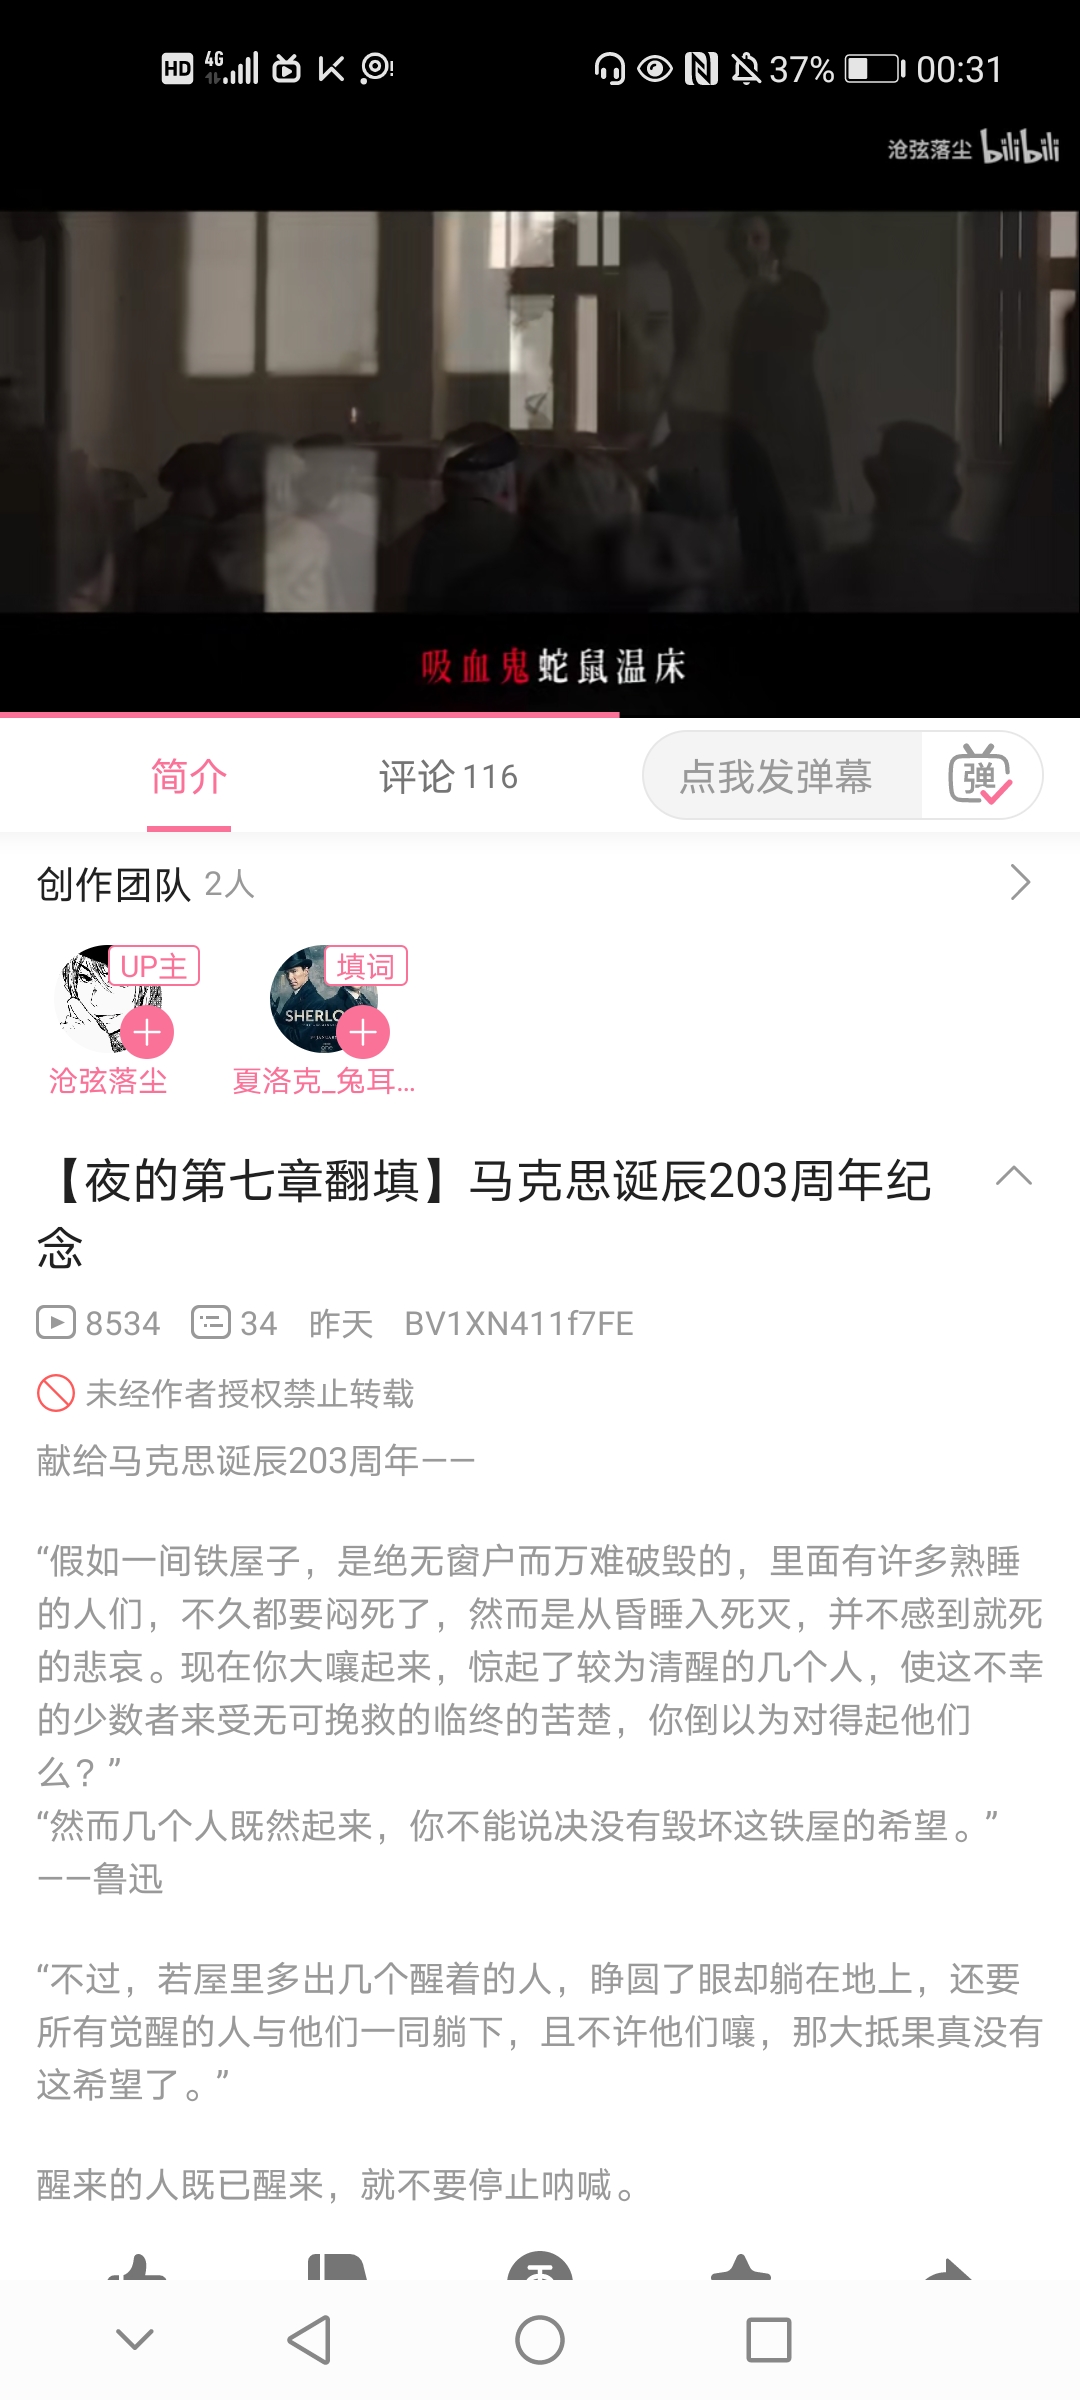 HD 4G 37% 00:31
沧弦落尘 bilibili
吸血鬼蛇鼠温床
简介 评论116 点我发弹幕 弹
创作团队 2人
UP主 填词
SHERLO
沧弦落尘 夏洛克_兔耳...
【夜的第七章翻填】马克思诞辰203周年纪
念
8534 34 昨天 BV1XN411f7FE
未经作者授权禁止转载
献给马克思诞辰203周年——
“假如一间铁屋子，是绝无窗户而万难破毁的，里面有许多熟睡
的人们，不久都要闷死了，然而是从昏睡入死灭，并不感到就死
的悲哀。现在你大嚷起来，惊起了较为清醒的几个人，使这不幸
的少数者来受无可挽救的临终的苦楚，你倒以为对得起他们
么？”
“然而几个人既然起来，你不能说决没有毁坏这铁屋的希望。”
——鲁迅
“不过，若屋里多出几个醒着的人，睁圆了眼却躺在地上，还要
所有觉醒的人与他们一同躺下，且不许他们嚷，那大抵果真没有
这希望了。”
醒来的人既已醒来，就不要停止呐喊。